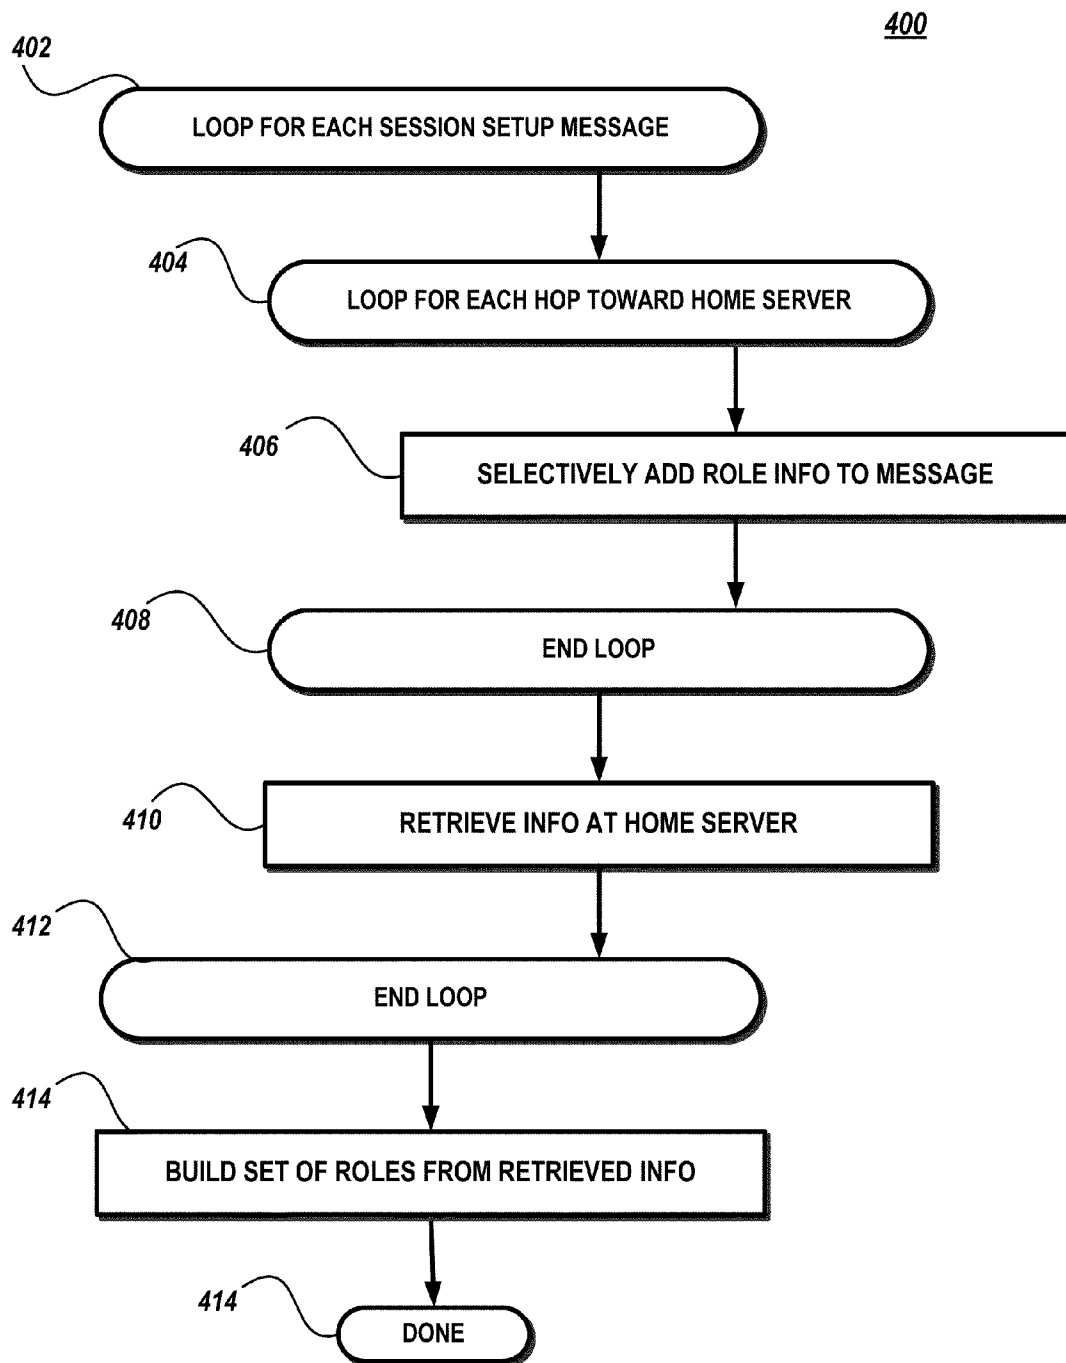 400
402
LOOP FOR EACH SESSION SETUP MESSAGE
404
LOOP FOR EACH HOP TOWARD HOME SERVER
406
SELECTIVELY ADD ROLE INFO TO MESSAGE
408
END LOOP
410
RETRIEVE INFO AT HOME SERVER
412
END LOOP
414
BUILD SET OF ROLES FROM RETRIEVED INFO
414
DONE